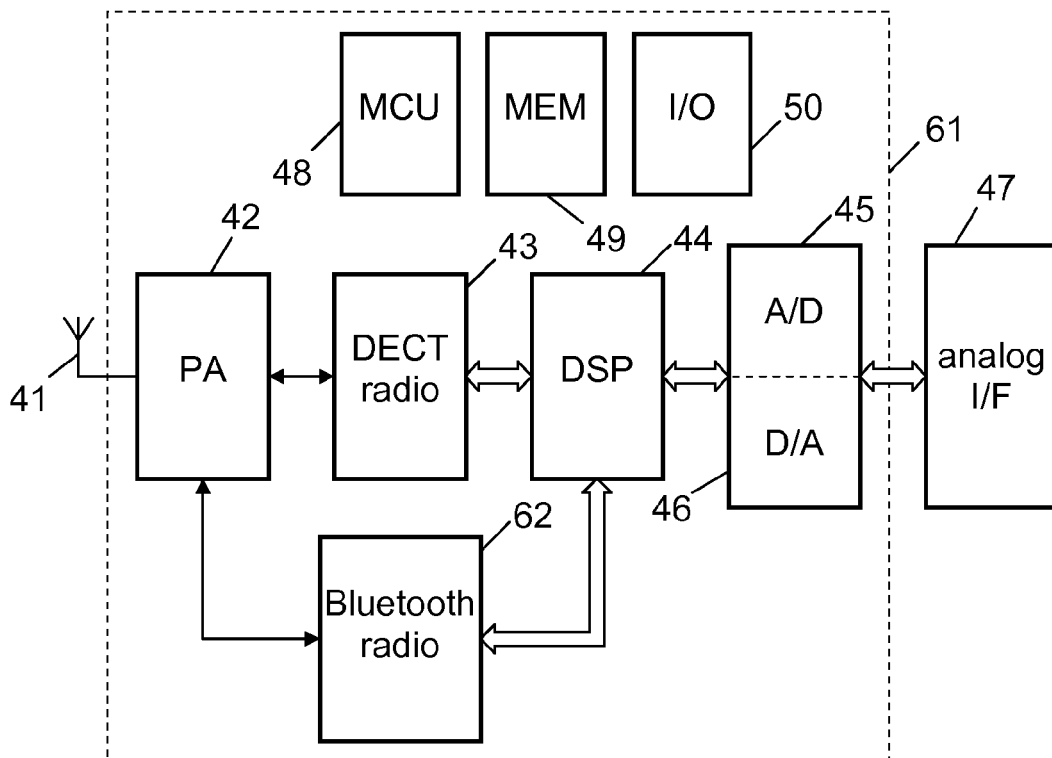 MCU
MEM
I/O
48
49
50
61
42
43
44
45
47
41
PA
DECT
radio
DSP
A/D
D/A
analog
I/F
46
62
Bluetooth
radio